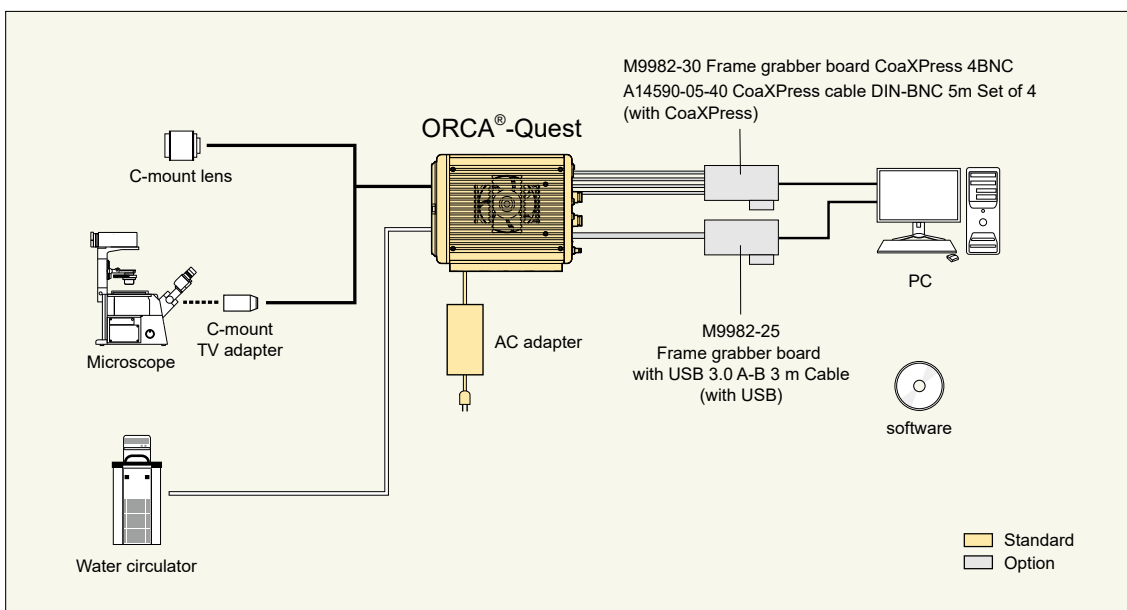 M9982-30 Frame grabber board CoaXPress 4BNC
A14590-05-40 CoaXPress cable DIN-BNC 5m Set of 4
(with CoaXPress)
ORCA®-Quest
C-mount lens
PC
AC adapter
C-mount
TV adapter
Microscope
M9982-25
Frame grabber board
with USB 3.0 A-B 3 m Cable
(with USB)
software
Water circulator
Standard
Option